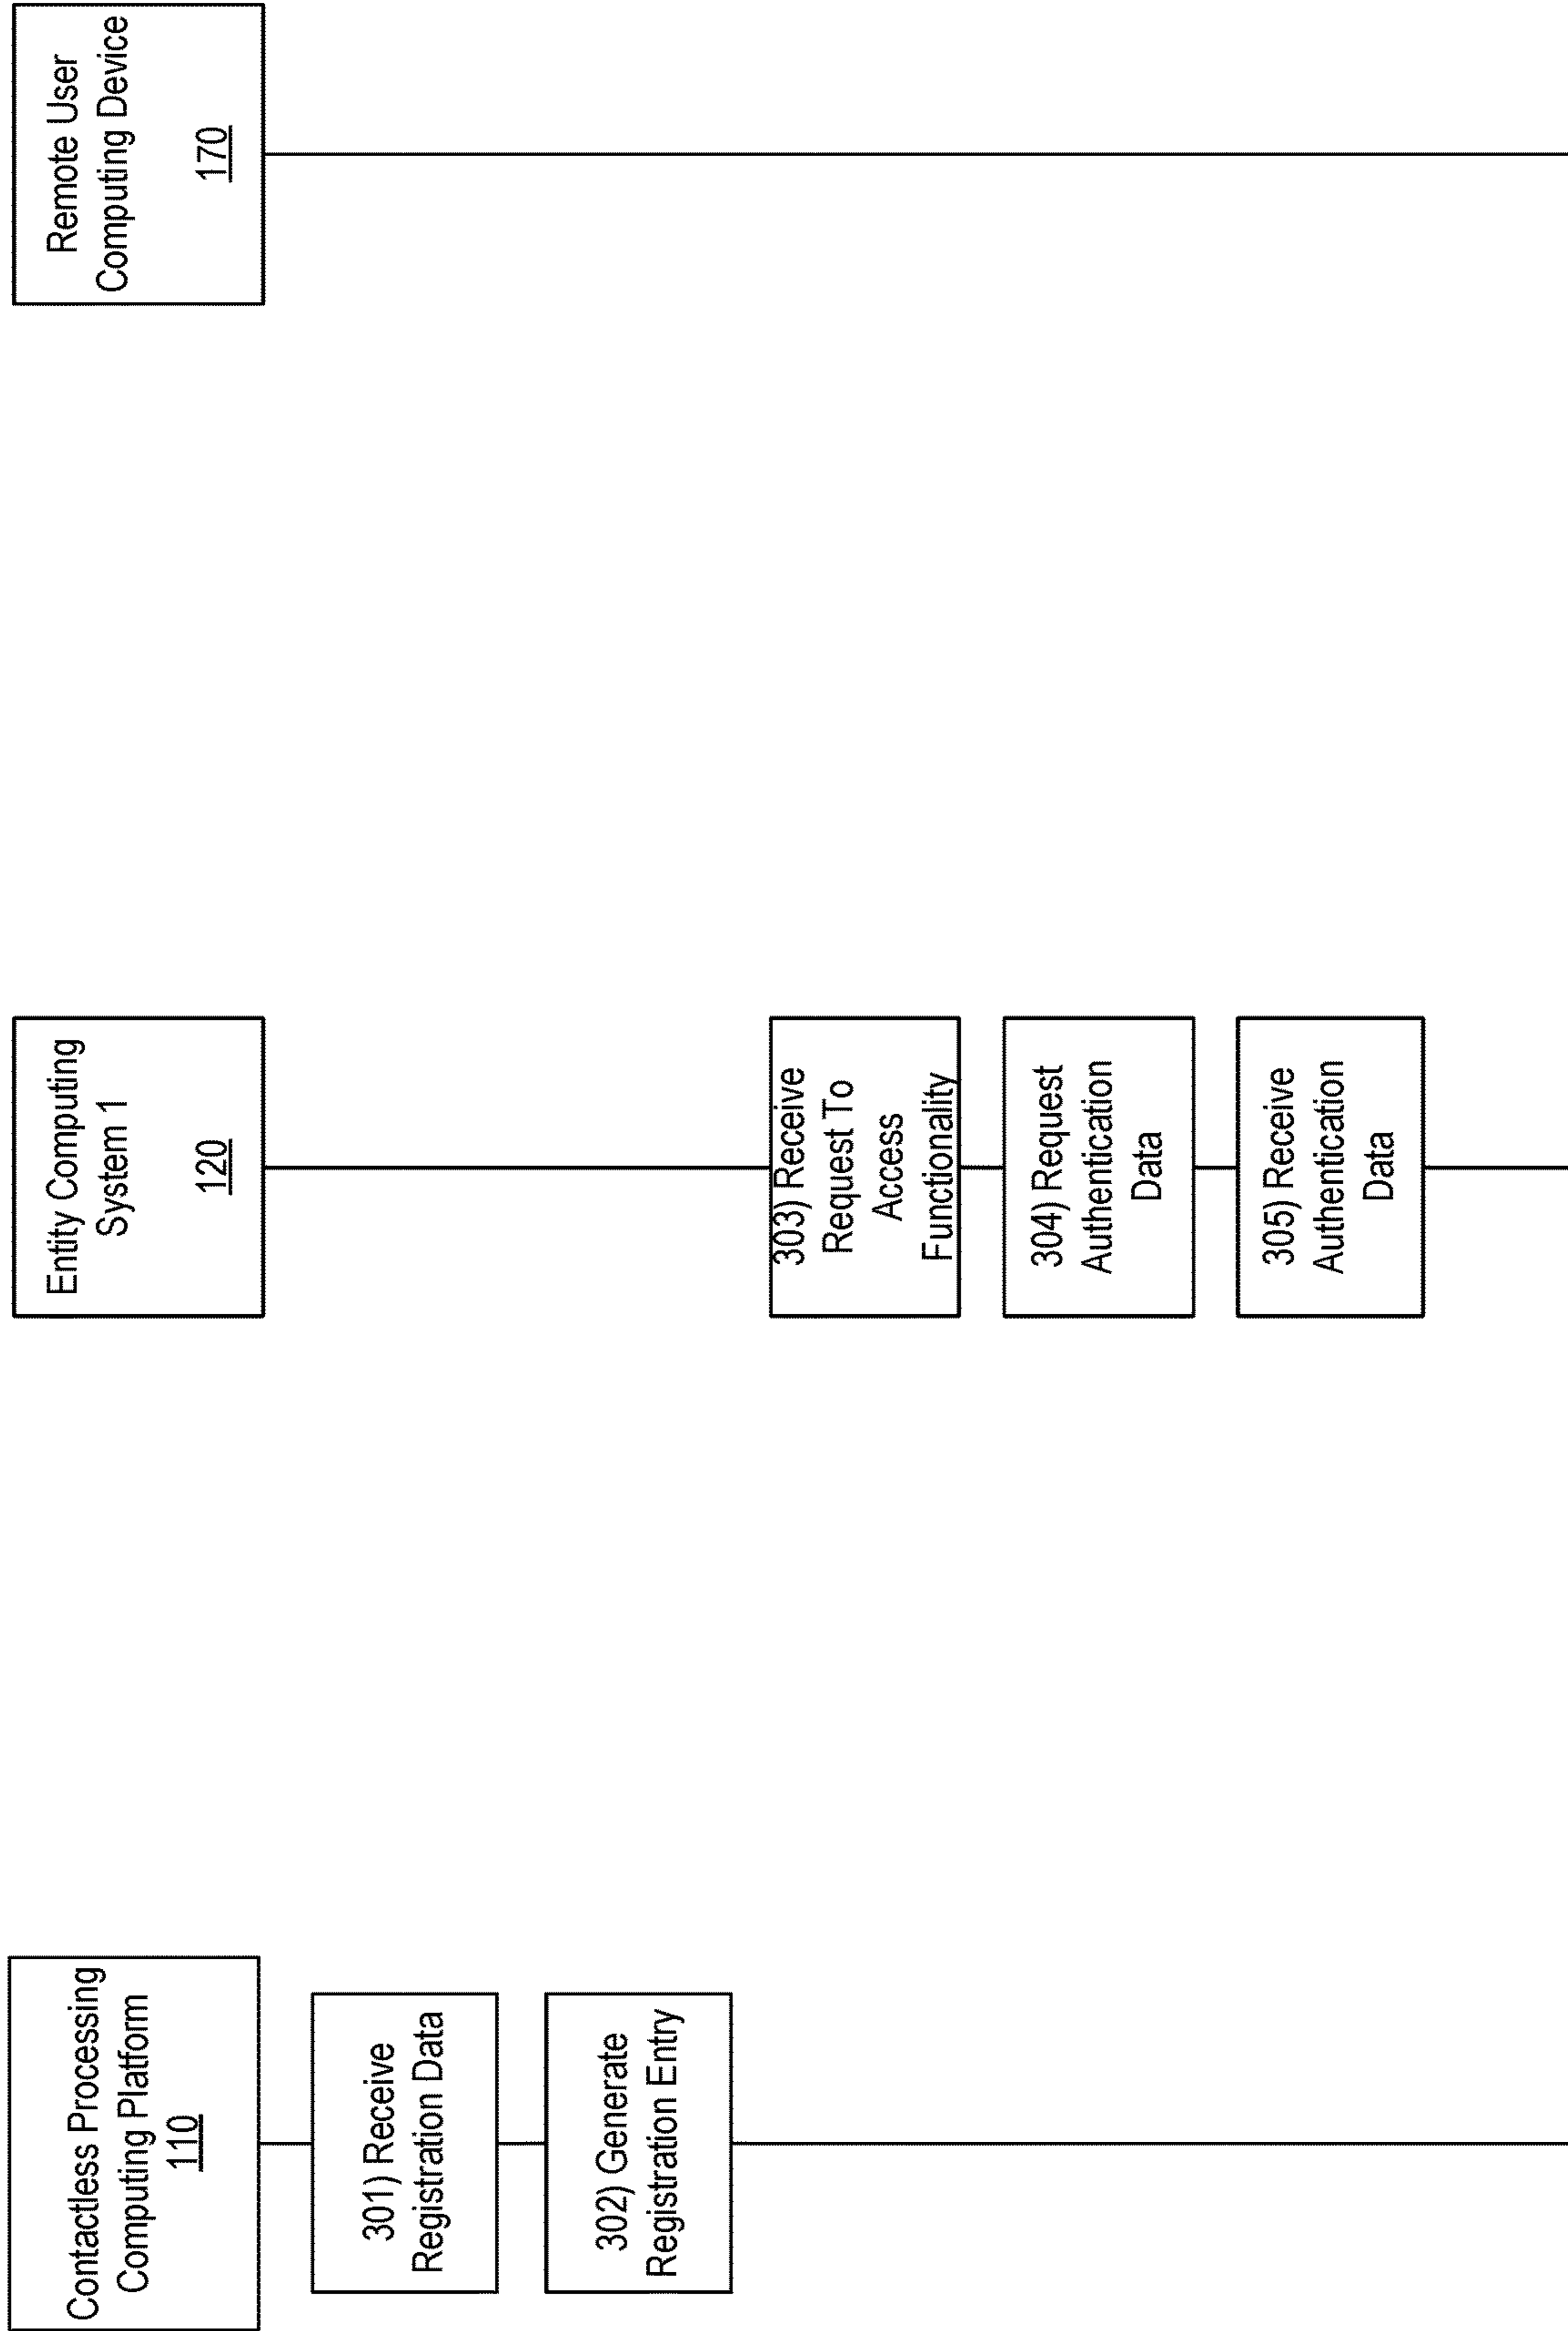 Contactless Processing
Computing Platform
110
301) Receive
Registration Data
302) Generate
Registration Entry
Entity Computing
System 1
120
303) Receive
Request To
Access
Functionality
304) Request
Authentication
Data
305) Receive
Authentication
Data
Remote User
Computing Device
170